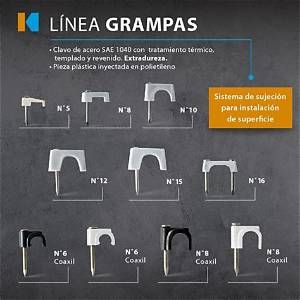 LÍNEA GRAMPAS
• Clavo de acero SAE 1040 con tratamiento térmico,
templado y revenido. Extradureza.
• Pieza plástica inyectada en polietileno
Sistema de sujeción
para instalación
de superficie
N°5
N°8
N°10
N°12
N°15
N°16
N°6
Coaxil
N°6
Coaxil
N°8
Coaxil
N°8
Coaxil